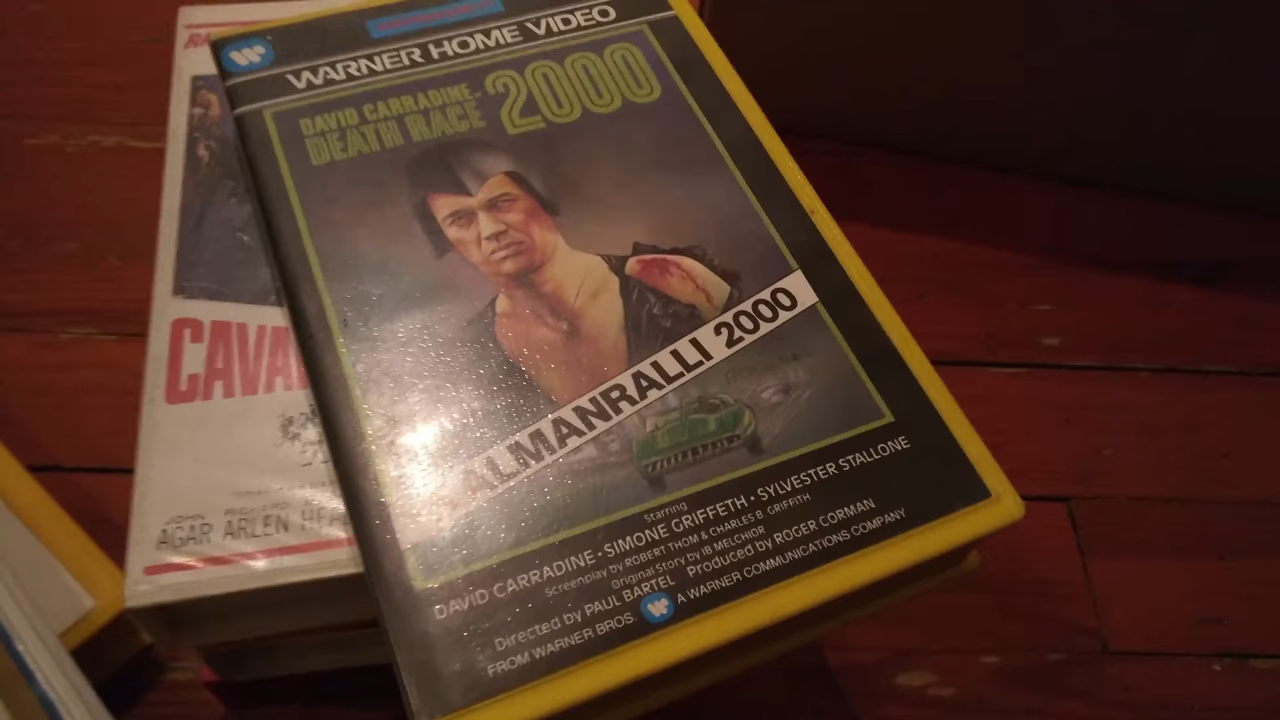 WARNER HOME VIDEO
DAVID CARRADINE-
DEATH RACE 2000
ALMANRALLI 2000
starring
DAVID CARRADINE • SIMONE GRIFFETH • SYLVESTER STALLONE
Screenplay by ROBERT THOM & CHARLES B. GRIFFITH
Original Story by IB MELCHIOR
Directed by PAUL BARTEL Produced by ROGER CORMAN
FROM WARNER BROS. A WARNER COMMUNICATIONS COMPANY
CAVA
JOHN
AGAR
RICHARD
ARLEN